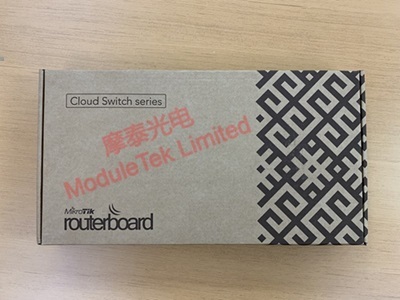 Cloud Switch series
摩泰光电
ModuleTek Limited
MikroTik
routerboard